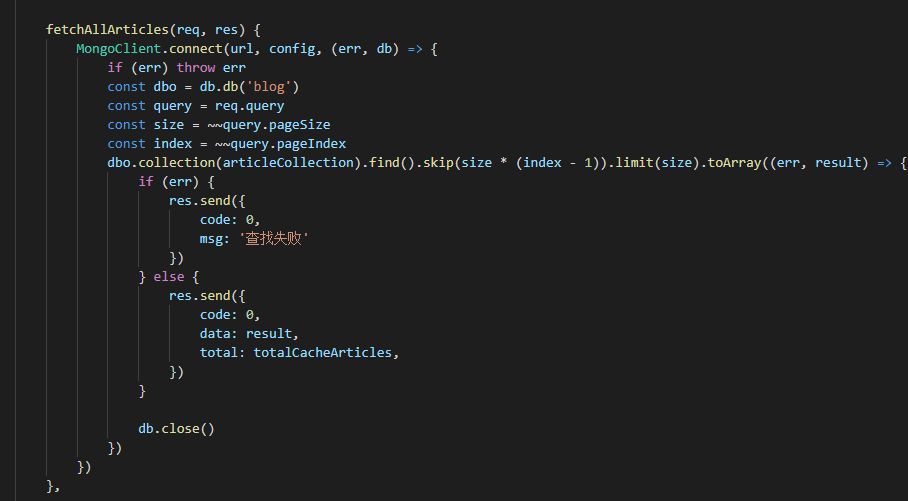 fetchAllArticles(req, res) {
MongoClient.connect(url, config, (err, db) => {
if (err) throw err
const dbo = db.db('blog')
const query = req.query
const size = ~~query.pageSize
const index = ~~query.pageIndex
dbo.collection(articleCollection).find().skip(size * (index - 1)).limit(size).toArray((err, result) => {
if (err) {
res.send({
code: 0,
msg: '查找失败'
})
} else {
res.send({
code: 0,
data: result,
total: totalCacheArticles,
})
}
db.close()
})
})
},